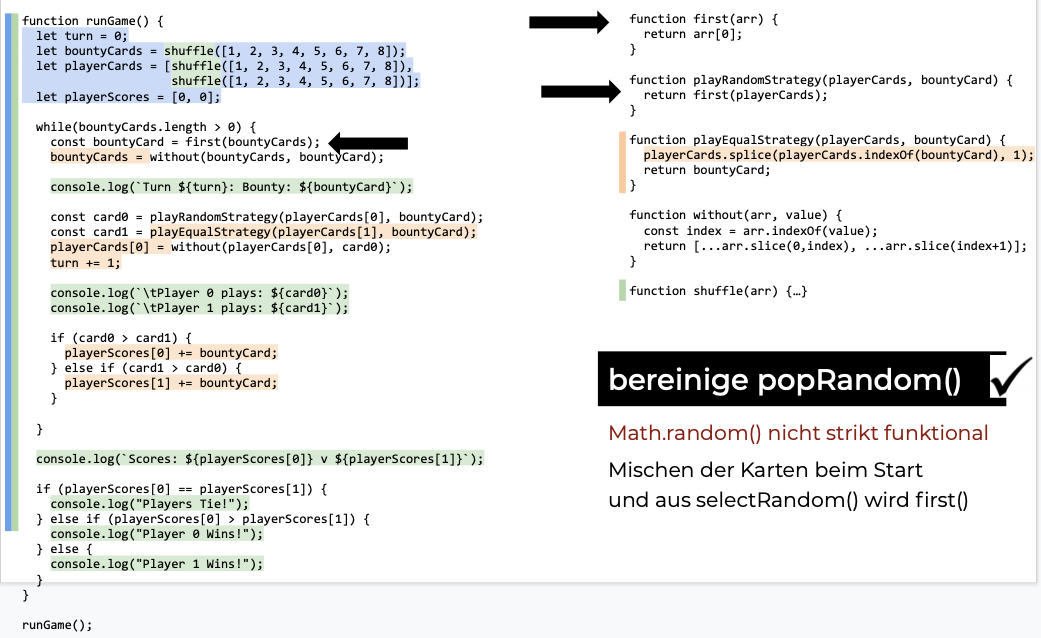 function runGame() {
  let turn = 0;
  let bountyCards = shuffle([1, 2, 3, 4, 5, 6, 7, 8]);
  let playerCards = [shuffle([1, 2, 3, 4, 5, 6, 7, 8]),
                     shuffle([1, 2, 3, 4, 5, 6, 7, 8])];
  let playerScores = [0, 0];
  while(bountyCards.length > 0) {
    const bountyCard = first(bountyCards);
    bountyCards = without(bountyCards, bountyCard);
    console.log(`Turn ${turn}: Bounty: ${bountyCard}`);
    const card0 = playRandomStrategy(playerCards[0], bountyCard);
    const card1 = playEqualStrategy(playerCards[1], bountyCard);
    playerCards[0] = without(playerCards[0], card0);
    turn += 1;
    console.log(`\tPlayer 0 plays: ${card0}`);
    console.log(`\tPlayer 1 plays: ${card1}`);
    if (card0 > card1) {
      playerScores[0] += bountyCard;
    } else if (card1 > card0) {
      playerScores[1] += bountyCard;
    }
  }
  console.log(`Scores: ${playerScores[0]} v ${playerScores[1]}`);
  if (playerScores[0] == playerScores[1]) {
    console.log("Players Tie!");
  } else if (playerScores[0] > playerScores[1]) {
    console.log("Player 0 Wins!");
  } else {
    console.log("Player 1 Wins!");
  }
}
runGame();
function first(arr) {
  return arr[0];
}
function playRandomStrategy(playerCards, bountyCard) {
  return first(playerCards);
}
function playEqualStrategy(playerCards, bountyCard) {
  playerCards.splice(playerCards.indexOf(bountyCard), 1);
  return bountyCard;
}
function without(arr, value) {
  const index = arr.indexOf(value);
  return [...arr.slice(0,index), ...arr.slice(index+1)];
}
function shuffle(arr) {…}
bereinige popRandom()
Math.random() nicht strikt funktional
Mischen der Karten beim Start
und aus selectRandom() wird first()